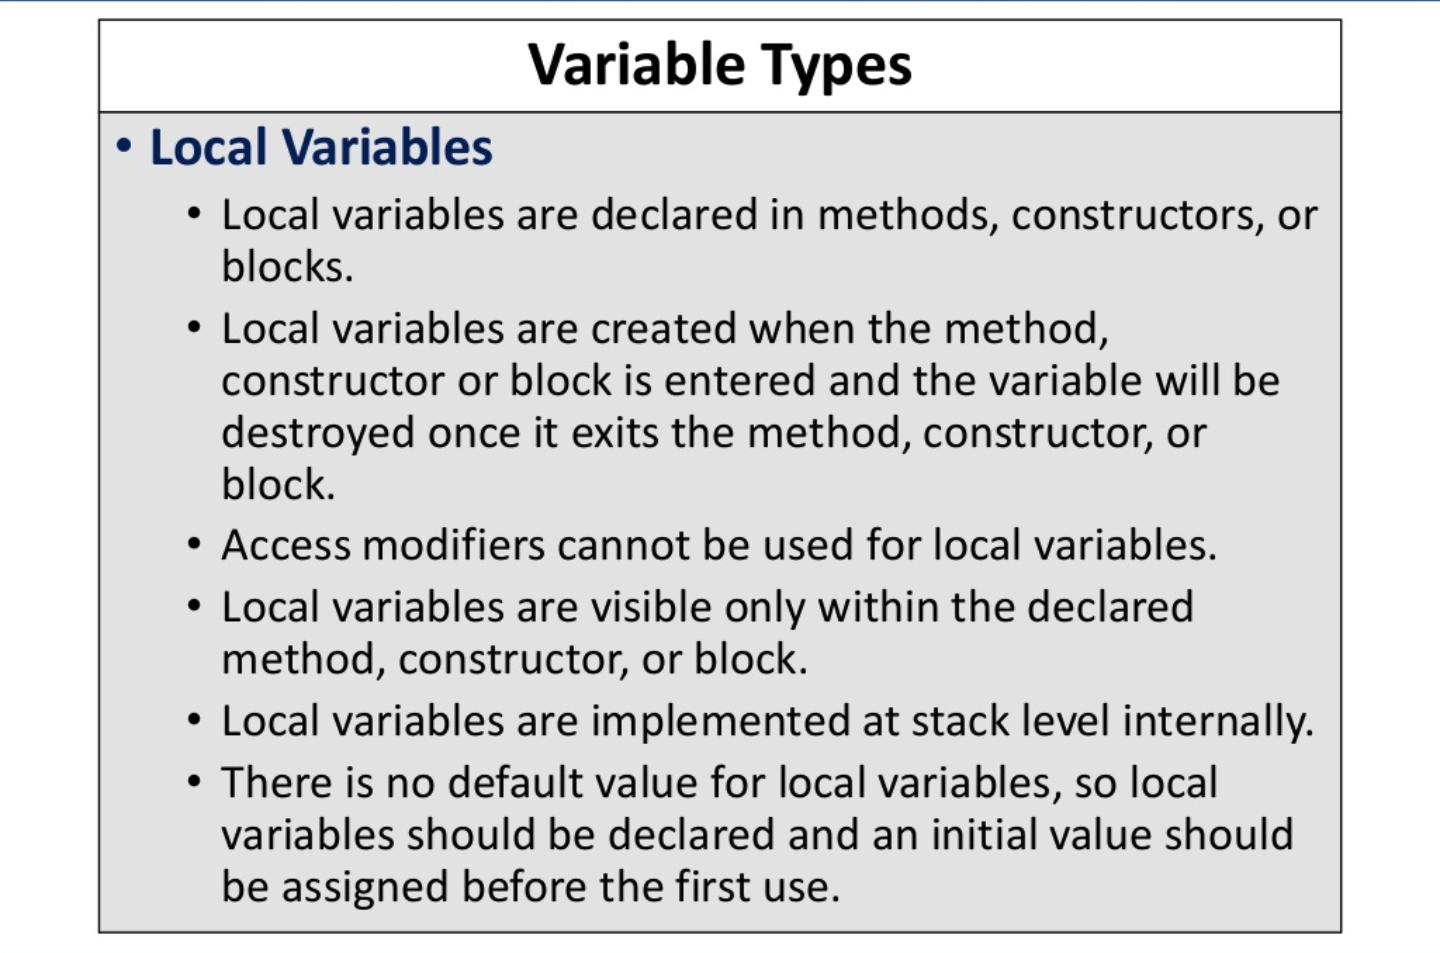 Variable Types
• Local Variables
• Local variables are declared in methods, constructors, or
blocks.
• Local variables are created when the method,
constructor or block is entered and the variable will be
destroyed once it exits the method, constructor, or
block.
• Access modifiers cannot be used for local variables.
• Local variables are visible only within the declared
method, constructor, or block.
• Local variables are implemented at stack level internally.
• There is no default value for local variables, so local
variables should be declared and an initial value should
be assigned before the first use.